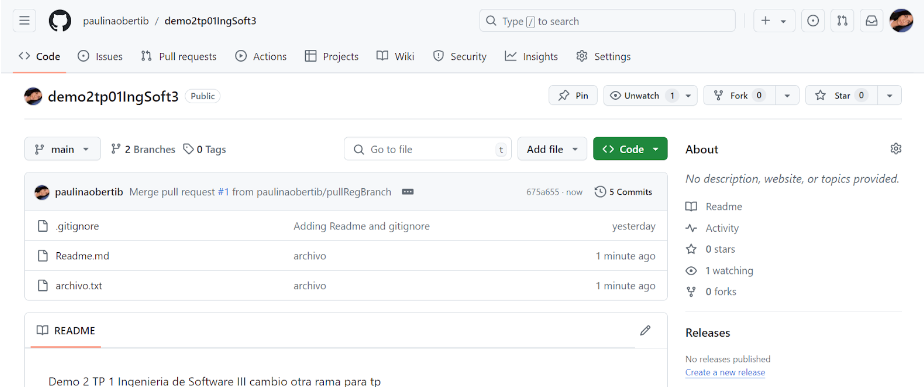 paulinaobertib / demo2tp01IngSoft3
Type / to search
Code Issues Pull requests Actions Projects Wiki Security Insights Settings
demo2tp01IngSoft3 Public
Pin Unwatch 1 Fork 0 Star 0
main 2 Branches 0 Tags
Go to file t
Add file
Code
paulinaobertib Merge pull request #1 from paulinaobertib/pullRegBranch 675a655 · now 5 Commits
.gitignore Adding Readme and gitignore yesterday
Readme.md archivo 1 minute ago
archivo.txt archivo 1 minute ago
README
Demo 2 TP 1 Ingenieria de Software III cambio otra rama para tp
About
No description, website, or topics provided.
Readme
Activity
0 stars
1 watching
0 forks
Releases
No releases published
Create a new release